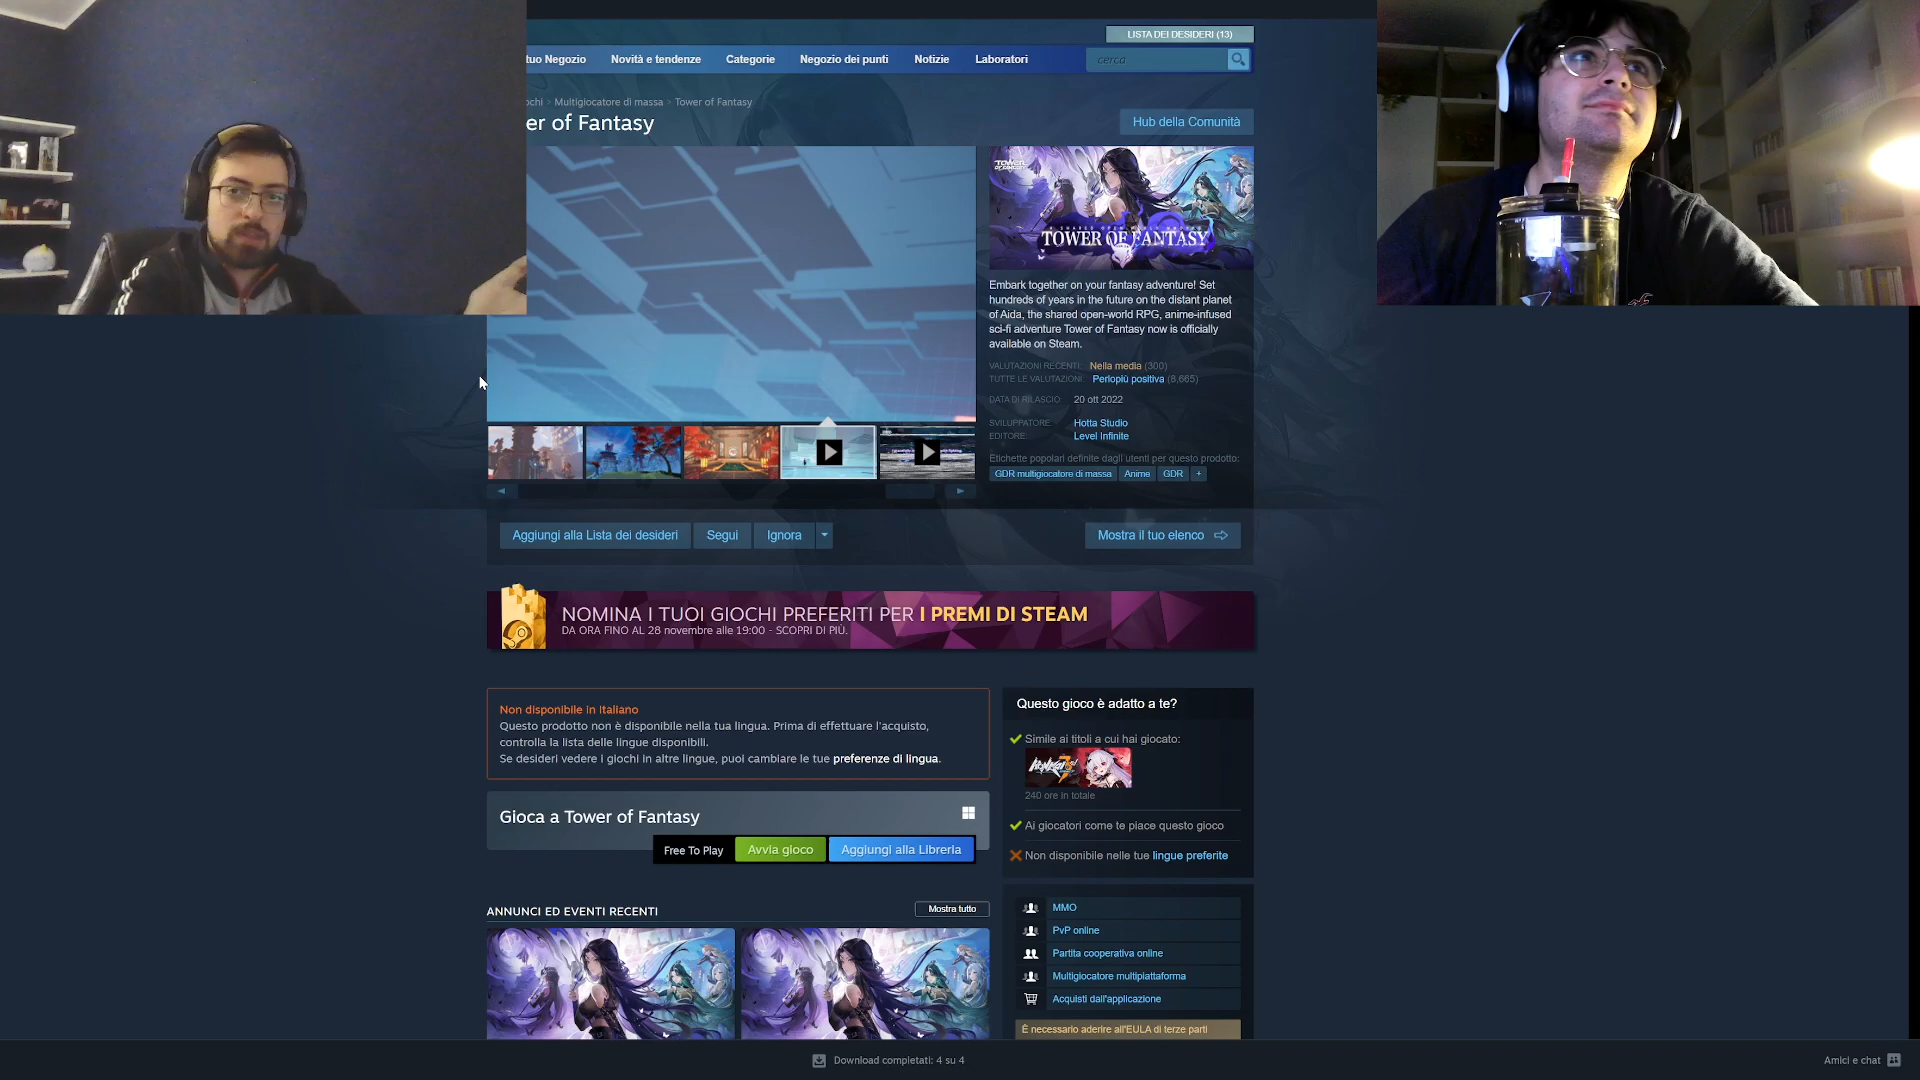 LISTA DEI DESIDERI (13)
tuo Negozio
Novità e tendenze
Categorie
Negozio dei punti
Notizie
Laboratori
cerca
ochi > Multigiocatore di massa > Tower of Fantasy
er of Fantasy
Hub della Comunità
TOWER OF FANTASY
Embark together on your fantasy adventure! Set
hundreds of years in the future on the distant planet
of Aida, the shared open-world RPG, anime-infused
sci-fi adventure Tower of Fantasy now is officially
available on Steam.
VALUTAZIONI RECENTI: Nella media (300)
TUTTE LE VALUTAZIONI: Perlopiù positiva (8,665)
DATA DI RILASCIO: 20 ott 2022
SVILUPPATORE: Hotta Studio
EDITORE: Level Infinite
Etichette popolari definite dagli utenti per questo prodotto:
GDR multigiocatore di massa
Anime
GDR
+
Aggiungi alla Lista dei desideri
Segui
Ignora
Mostra il tuo elenco
NOMINA I TUOI GIOCHI PREFERITI PER I PREMI DI STEAM
DA ORA FINO AL 28 novembre alle 19:00 - SCOPRI DI PIÙ.
Non disponibile in Italiano
Questo prodotto non è disponibile nella tua lingua. Prima di effettuare l'acquisto,
controlla la lista delle lingue disponibili.
Se desideri vedere i giochi in altre lingue, puoi cambiare le tue preferenze di lingua.
Gioca a Tower of Fantasy
Free To Play
Avvia gioco
Aggiungi alla Libreria
ANNUNCI ED EVENTI RECENTI
Mostra tutto
Questo gioco è adatto a te?
Simile ai titoli a cui hai giocato:
240 ore in totale
Ai giocatori come te piace questo gioco
Non disponibile nelle tue lingue preferite
MMO
PvP online
Partita cooperativa online
Multigiocatore multipiattaforma
Acquisti dall'applicazione
È necessario aderire all'EULA di terze parti
Download completati: 4 su 4
Amici e chat